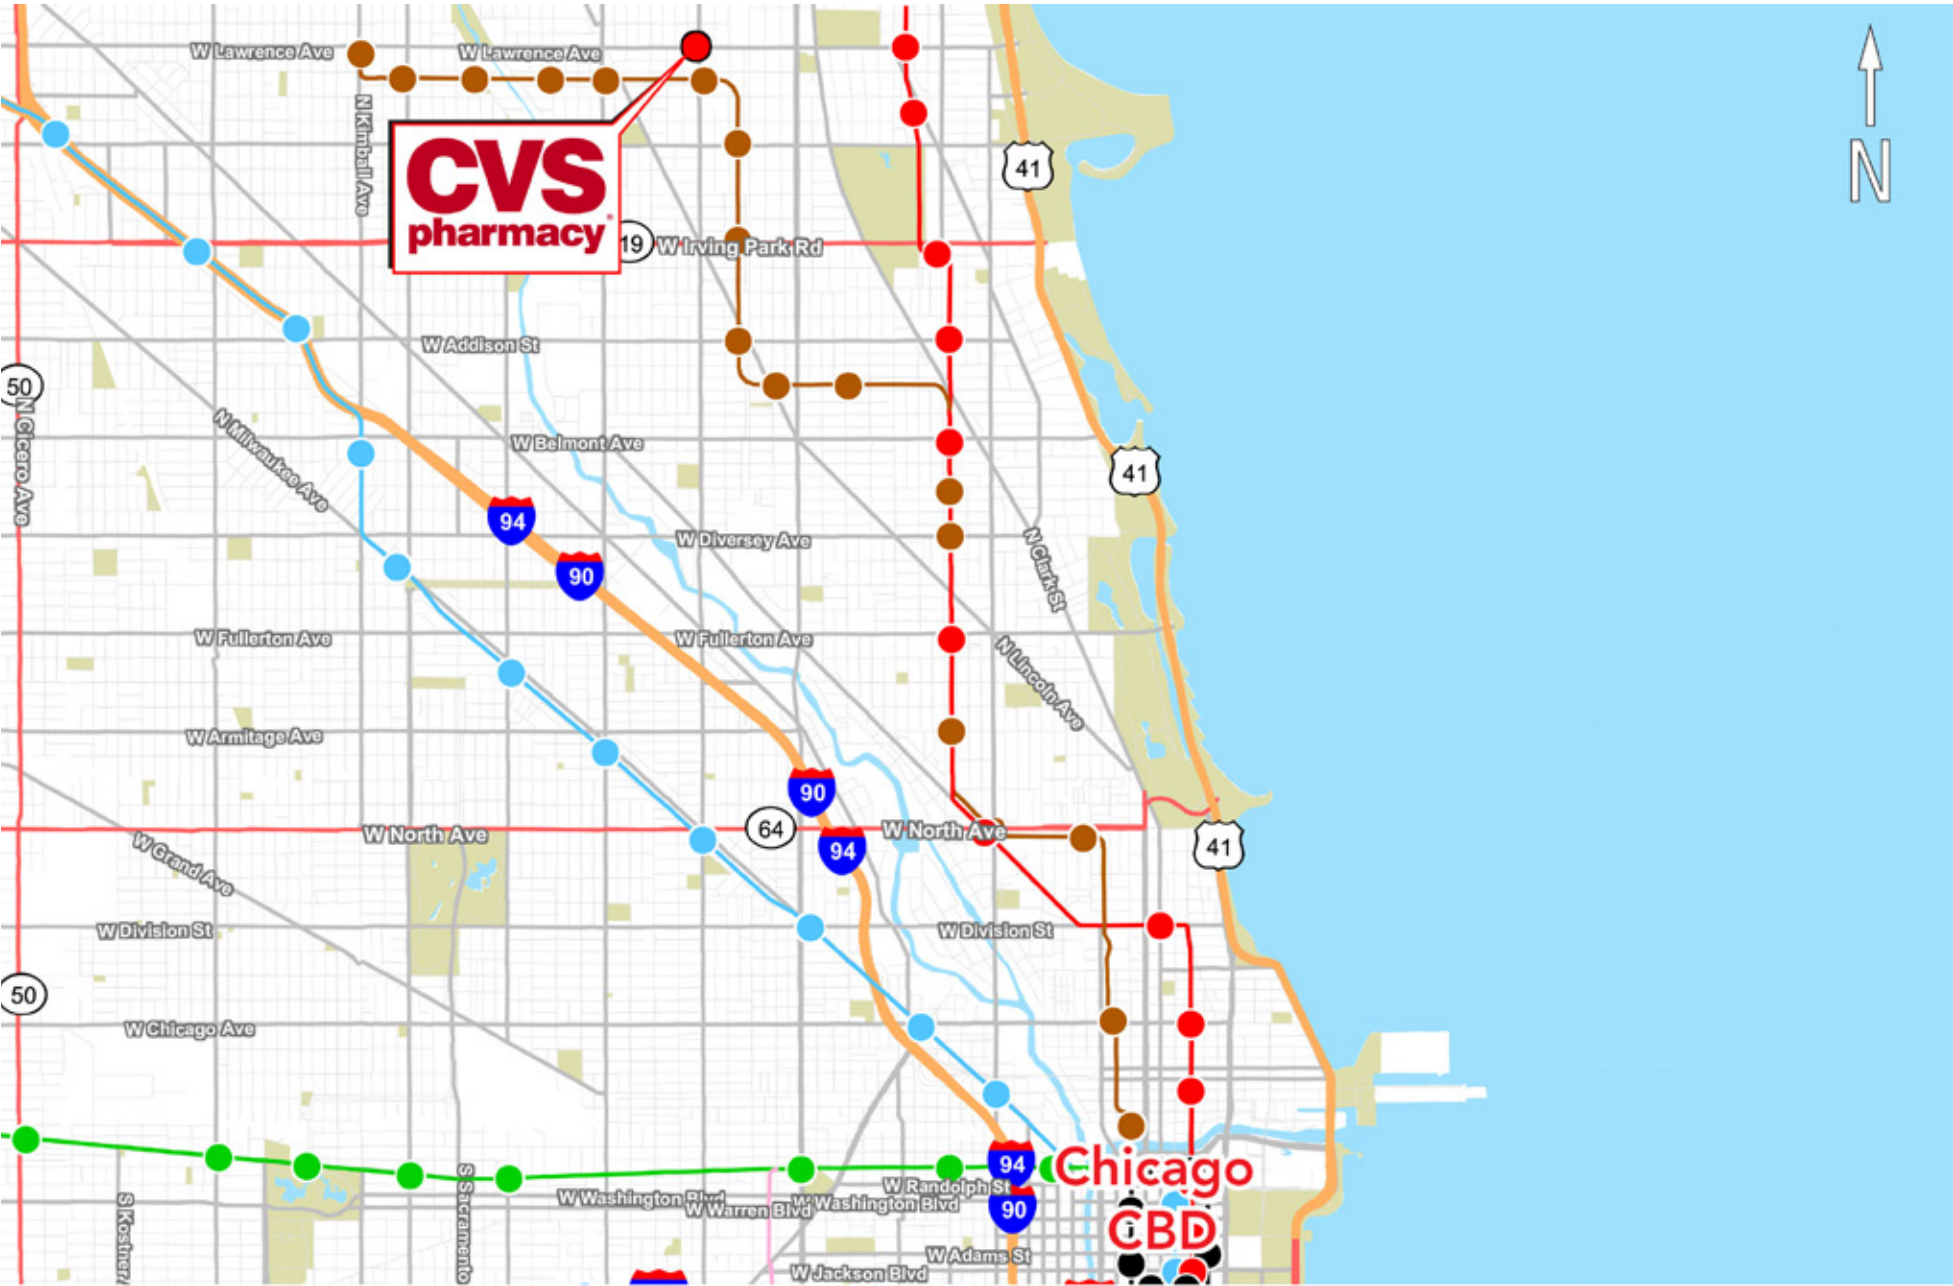 W Lawrence Ave
W Lawrence Ave
N Kimball Ave
CVS
pharmacy
41
N
19
W Irving Park Rd
W Addison St
50
N Cicero Ave
N Milwaukee Ave
W Belmont Ave
41
94
W Diversey Ave
N Clark St
90
W Fullerton Ave
W Fullerton Ave
N Lincoln Ave
W Armitage Ave
90
W North Ave
64
W North Ave
94
41
W Grand Ave
W Division St
W Division St
50
W Chicago Ave
94
Chicago
W Randolph St
S Kostner
S Sacramento
W Washington Blvd
W Warren Blvd
W Washington Blvd
90
CBD
W Adams St
W Jackson Blvd